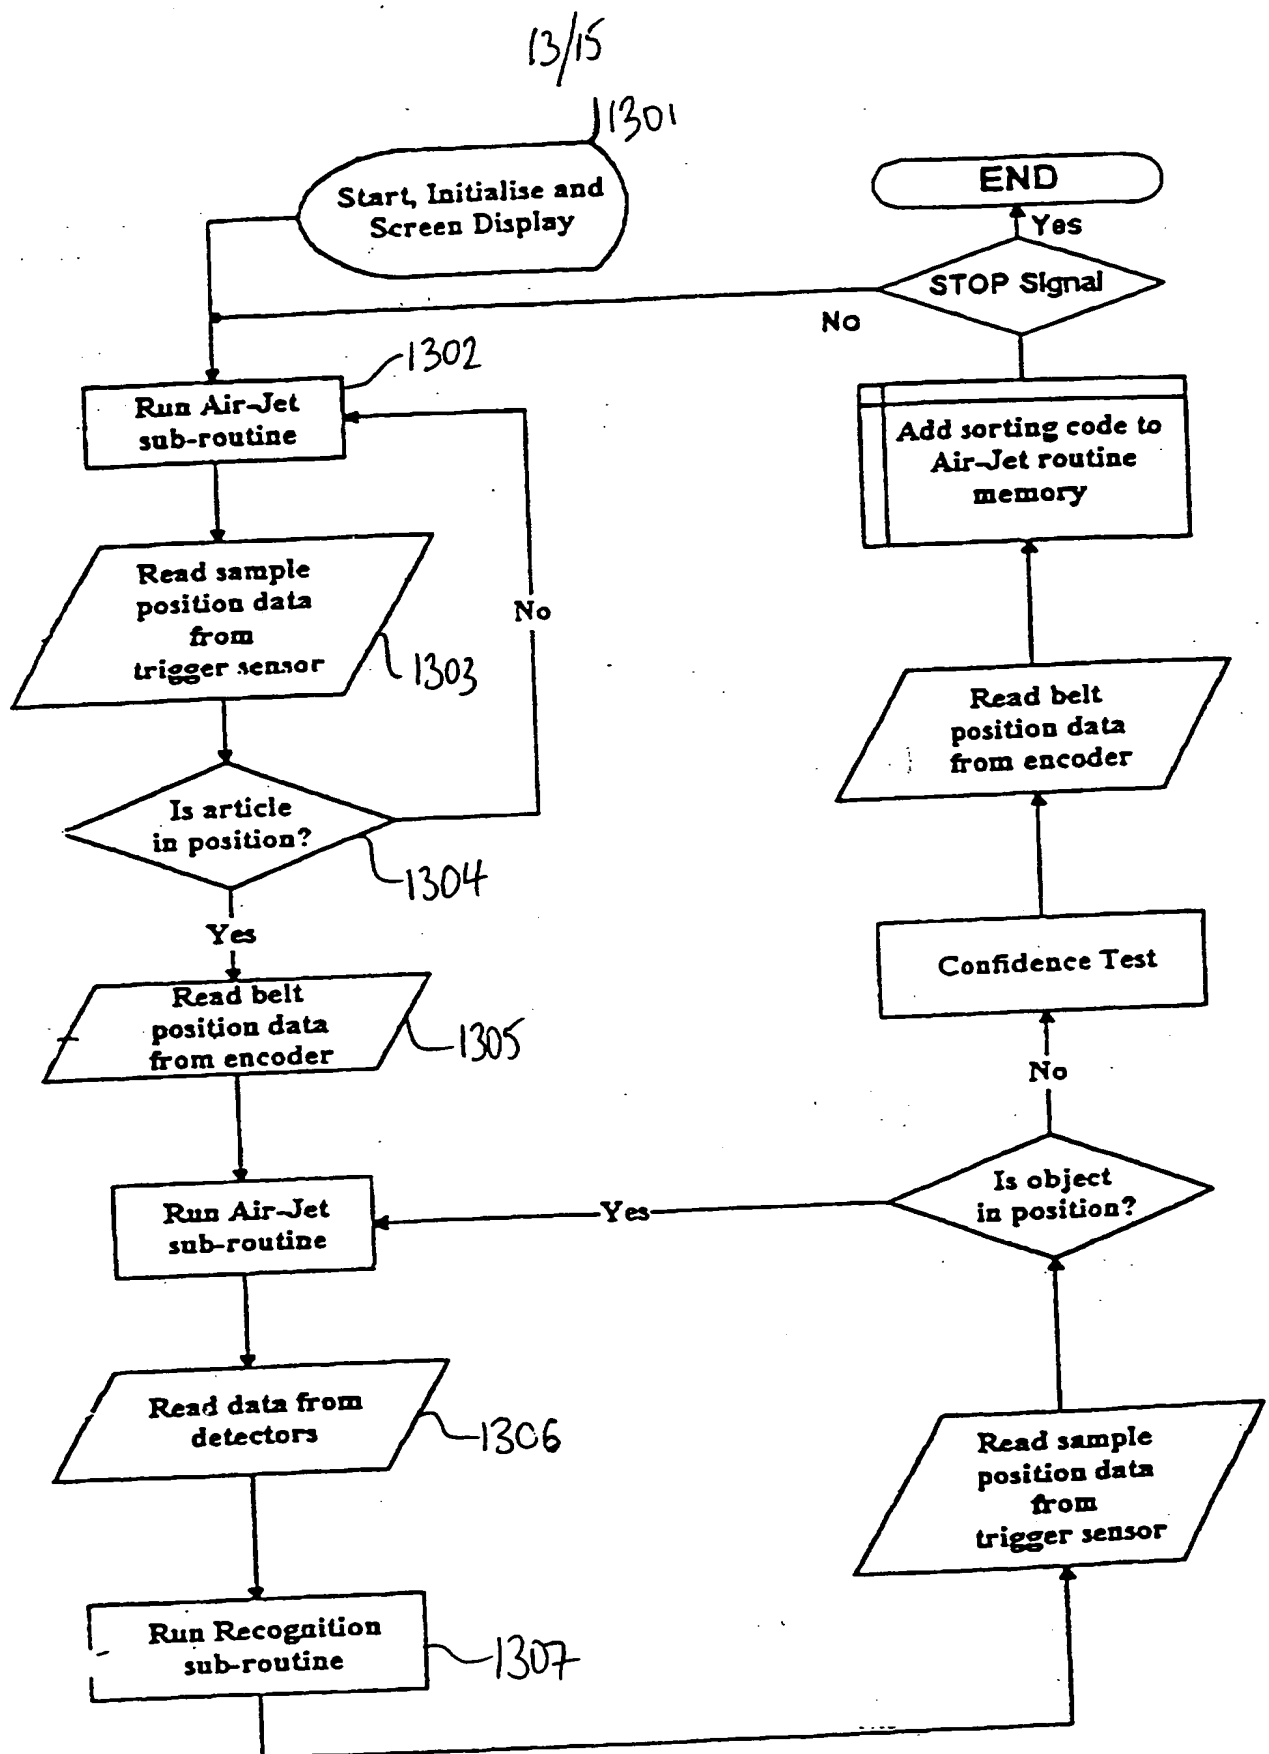 13/15
1301
Start, Initialise and
Screen Display
1302
Run Air-Jet
sub-routine
Read sample
position data
from
trigger sensor
1303
No
Is article
in position?
1304
Yes
Read belt
position data
from encoder
1305
Run Air-Jet
sub-routine
Read data from
detectors
1306
Run Recognition
sub-routine
1307
Read sample
position data
from
trigger sensor
Is object
in position?
Yes
No
Confidence Test
Read belt
position data
from encoder
Add sorting code to
Air-Jet routine
memory
STOP Signal
No
Yes
END